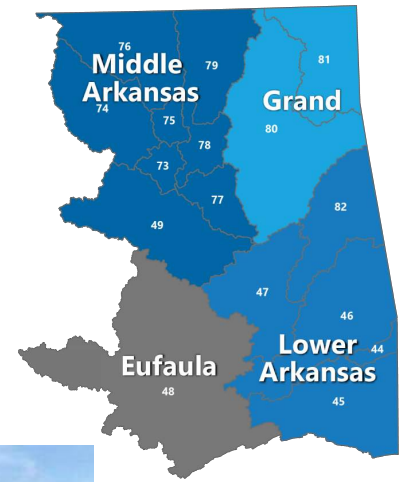 76
79
81
Middle
Arkansas
74
Grand
75
80
78
73
77
82
49
47
46
Lower
Arkansas
44
45
Eufaula
48